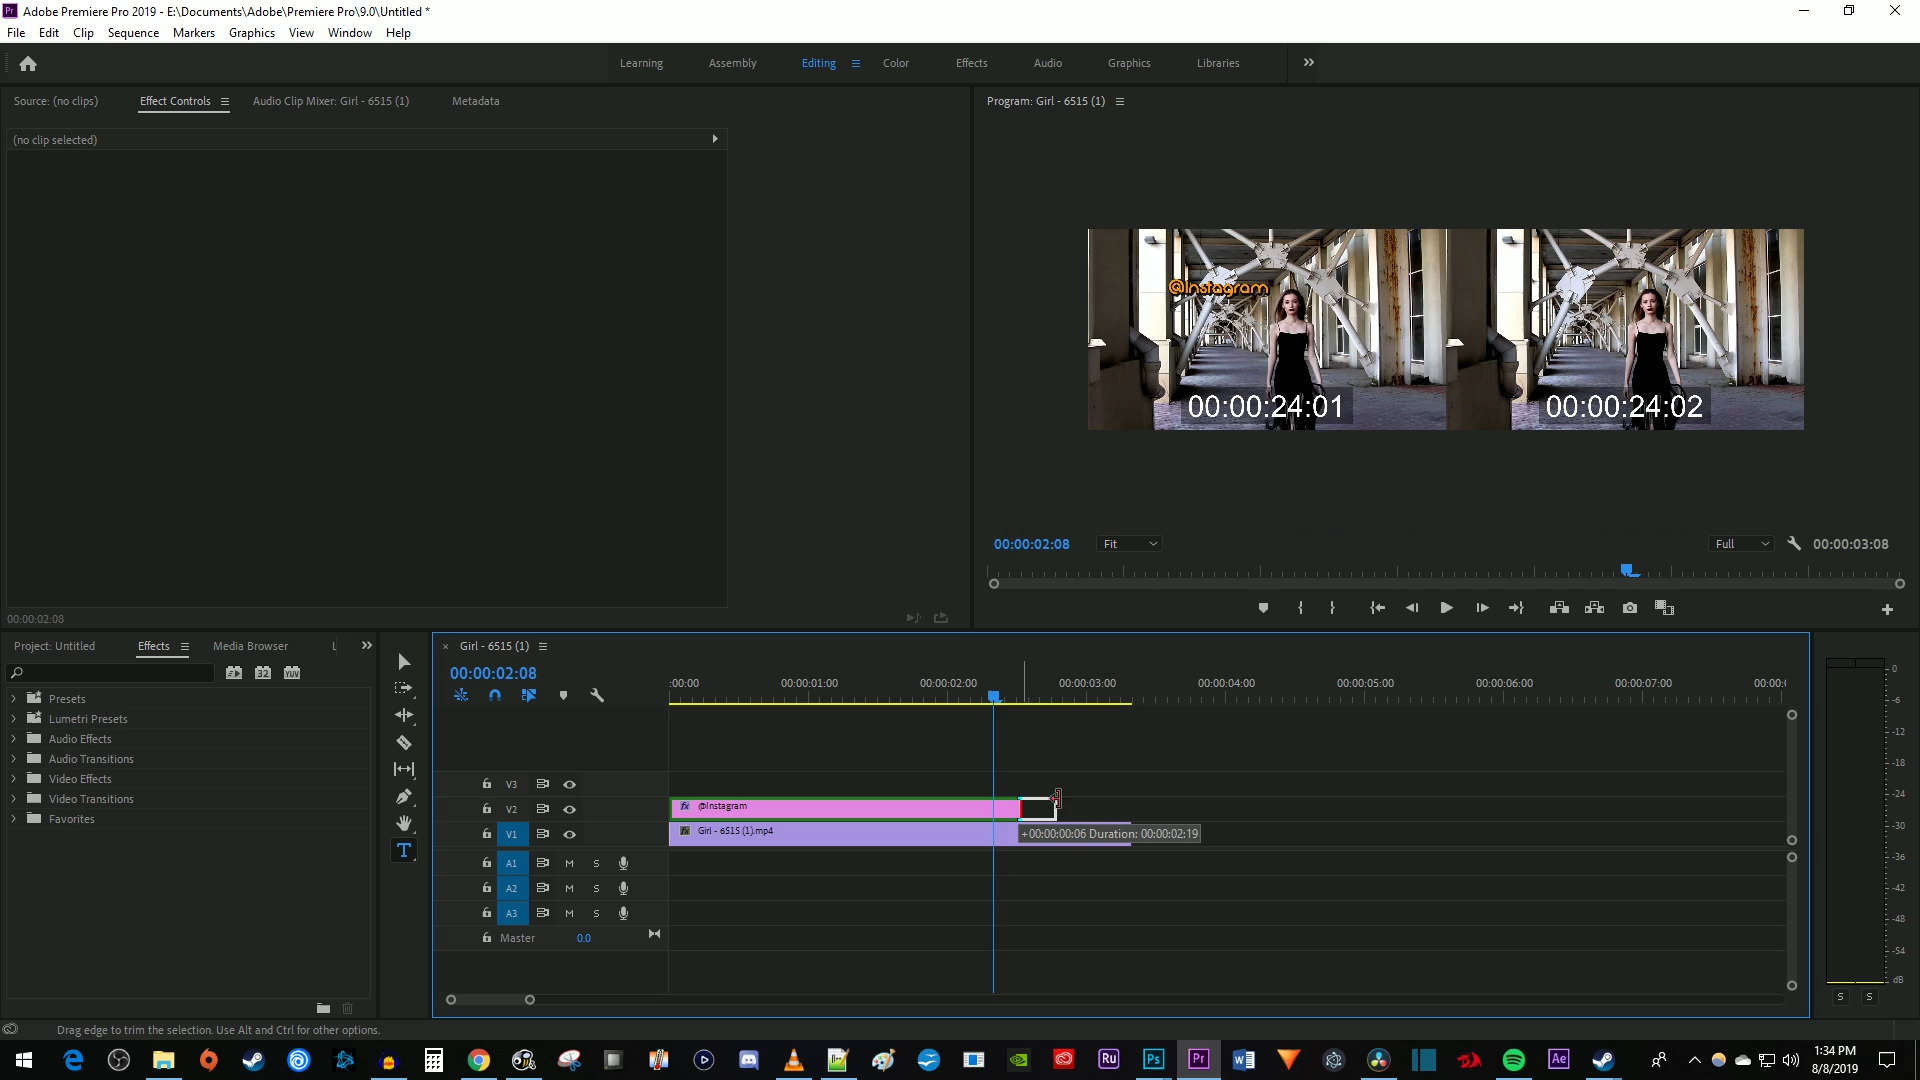 Pr Adobe Premiere Pro 2019 - E:\Documents\Adobe\Premiere Pro\9.0\Untitled *
File Edit Clip Sequence Markers Graphics View Window Help
Learning Assembly Editing Color Effects Audio Graphics Libraries
Source: (no clips) Effect Controls Audio Clip Mixer: Girl - 6515 (1) Metadata
Program: Girl - 6515 (1)
(no clip selected)
@Instagram
00:00:24:01 00:00:24:02
00:00:02:08 Fit Full 00:00:03:08
00:00:02:08
Project: Untitled Effects Media Browser L
32 YUV
Presets
Lumetri Presets
Audio Effects
Audio Transitions
Video Effects
Video Transitions
Favorites
× Girl - 6515 (1)
00:00:02:08
:00:00 00:00:01:00 00:00:02:00 00:00:03:00 00:00:04:00 00:00:05:00 00:00:06:00 00:00:07:00 00:00:
V3
V2 fx @Instagram
V1 fx Girl - 6515 (1).mp4
+00:00:00:06 Duration: 00:00:02:19
A1 M S
A2 M S
A3 M S
Master 0.0
0
-6
-12
-18
-24
-30
-36
-42
-48
-54
dB
S S
Drag edge to trim the selection. Use Alt and Ctrl for other options.
Ru Ps Pr Ae
1:34 PM
8/8/2019